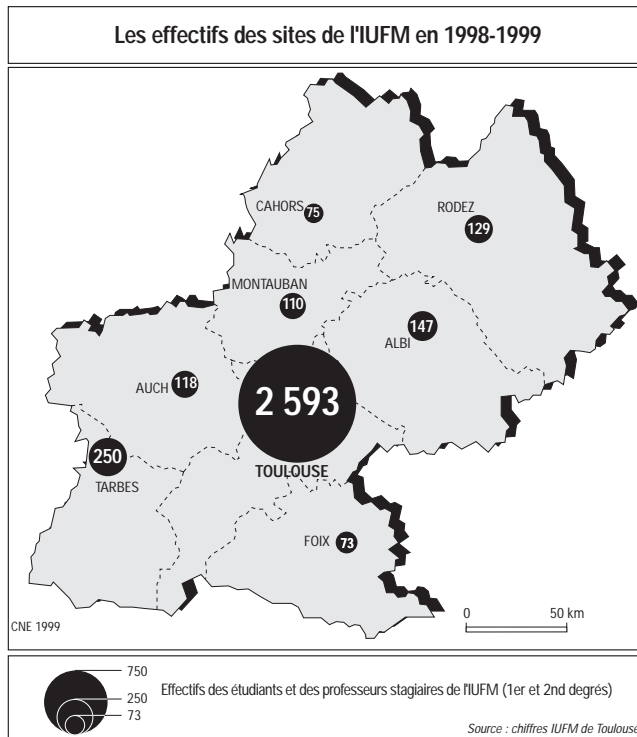 Les effectifs des sites de l'IUFM en 1998-1999
CAHORS 75
RODEZ
129
MONTAUBAN
110
147
ALBI
AUCH 118
2 593
250
TOULOUSE
TARBES
FOIX 73
0 50 km
CNE 1999
750
250
73
Effectifs des étudiants et des professeurs stagiaires de l'IUFM (1er et 2nd degrés)
Source : chiffres IUFM de Toulouse